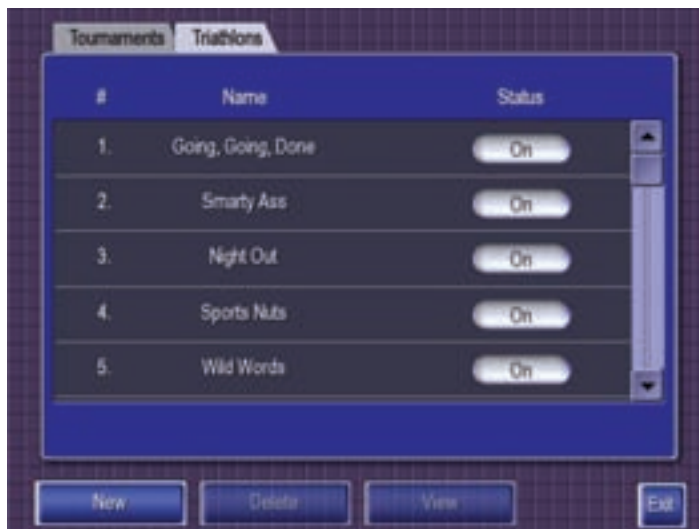 Tournaments Triathlons
# Name Status
1. Going, Going, Done On
2. Smarty Ass On
3. Night Out On
4. Sports Nuts On
5. Wild Words On
New Delete View Exit